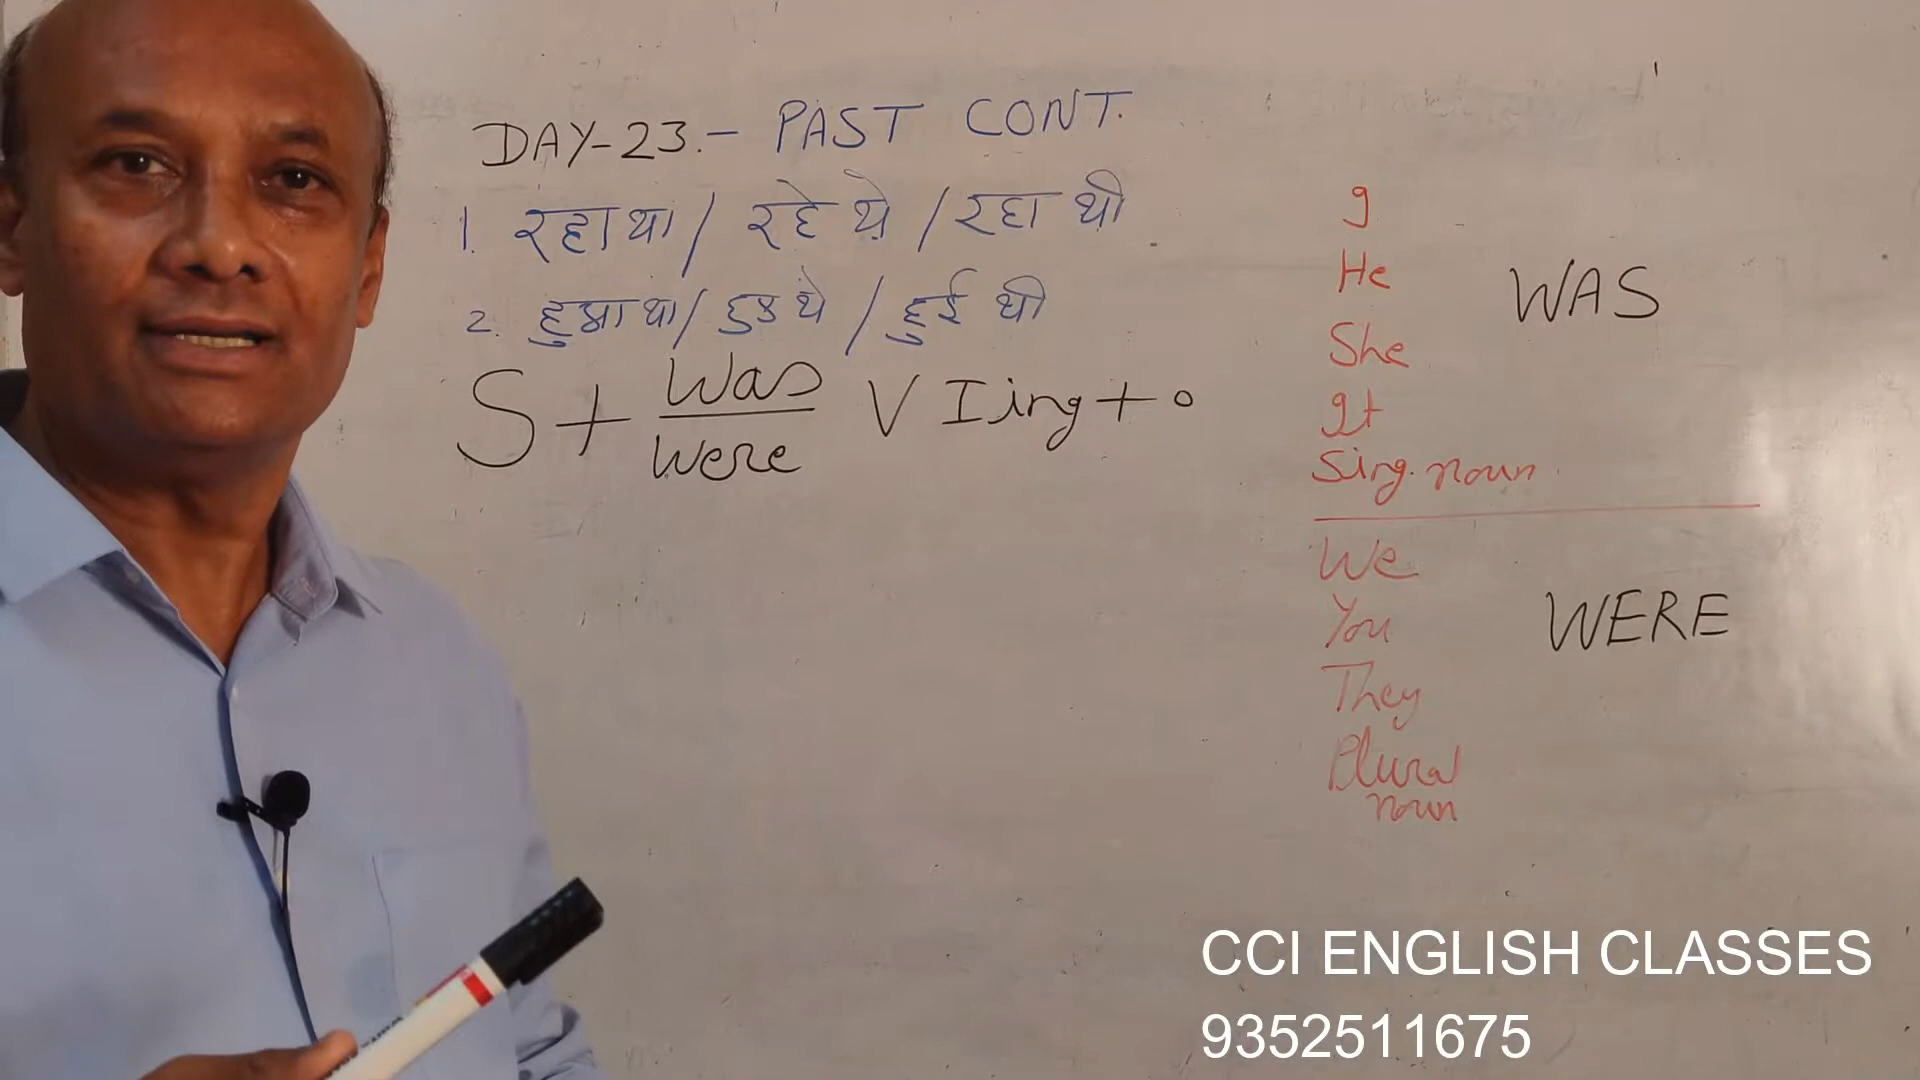 DAY-23.- PAST CONT.
1. रहा था / रहे थे / रहा थी
2. हुआ था / हुए थे / हुई थी
S + Was V I ing + o
Were
I
He
She
It
Sing. noun
WAS
We
You
They
Plural
noun
WERE
CCI ENGLISH CLASSES
9352511675